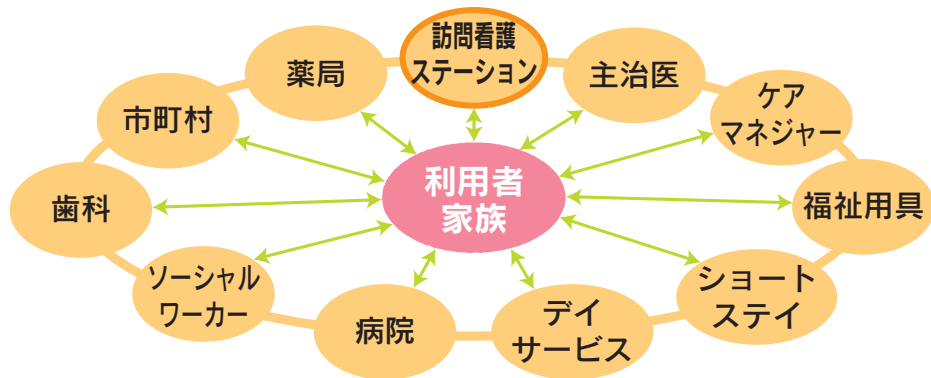 訪問看護
ステーション
主治医
ケア
マネジャー
福祉用具
ショート
ステイ
デイ
サービス
病院
ソーシャル
ワーカー
歯科
市町村
薬局
利用者
家族